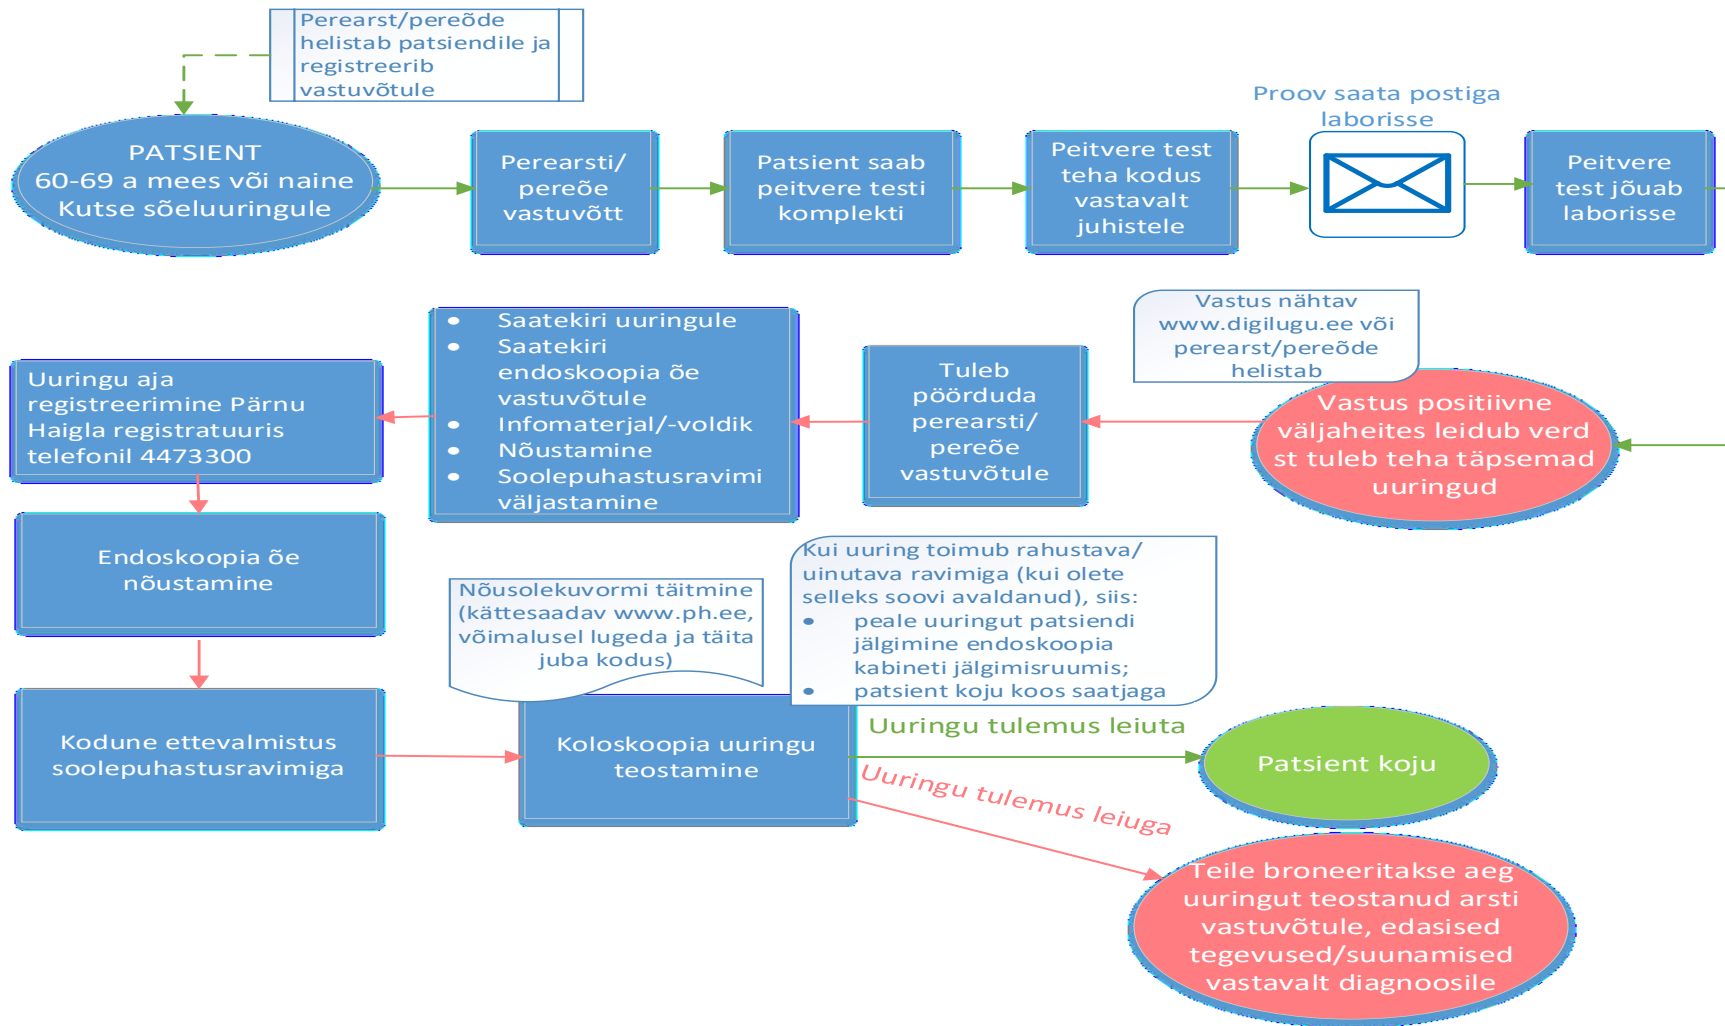 Perearst/pereõde
helistab patsiendile ja
registreerib
vastuvõtule
PATSIENT
60-69 a mees või naine
Kutse sõeluuringule
Perearsti/
pereõe
vastuvõtt
Patsient saab
peitvere testi
komplekti
Peitvere test
teha kodus
vastavalt
juhistele
Proov saata postiga
laborisse
Peitvere
test jõuab
laborisse
Vastus nähtav
www.digilugu.ee või
perearst/pereõde
helistab
Vastus positiivne
väljaheites leidub verd
st tuleb teha täpsemad
uuringud
Tuleb
pöörduda
perearsti/
pereõe
vastuvõtule
• Saatekiri uuringule
• Saatekiri
endoskoopia õe
vastuvõtule
• Infomaterjal/-voldik
• Nõustamine
• Soolepuhastusravimi
väljastamine
Uuringu aja
registreerimine Pärnu
Haigla registratuuris
telefonil 4473300
Endoskoopia õe
nõustamine
Kodune ettevalmistus
soolepuhastusravimiga
Nõusolekuvormi täitmine
(kättesaadav www.ph.ee,
võimalusel lugeda ja täita
juba kodus)
Koloskoopia uuringu
teostamine
Kui uuring toimub rahustava/
uinutava ravimiga (kui olete
selleks soovi avaldanud), siis:
• peale uuringut patsiendi
jälgimine endoskoopia
kabineti jälgimisruumis;
• patsient koju koos saatjaga
Uuringu tulemus leiuta
Patsient koju
Uuringu tulemus leiuga
Teile broneeritakse aeg
uuringut teostanud arsti
vastuvõtule, edasised
tegevused/suunamised
vastavalt diagnoosile